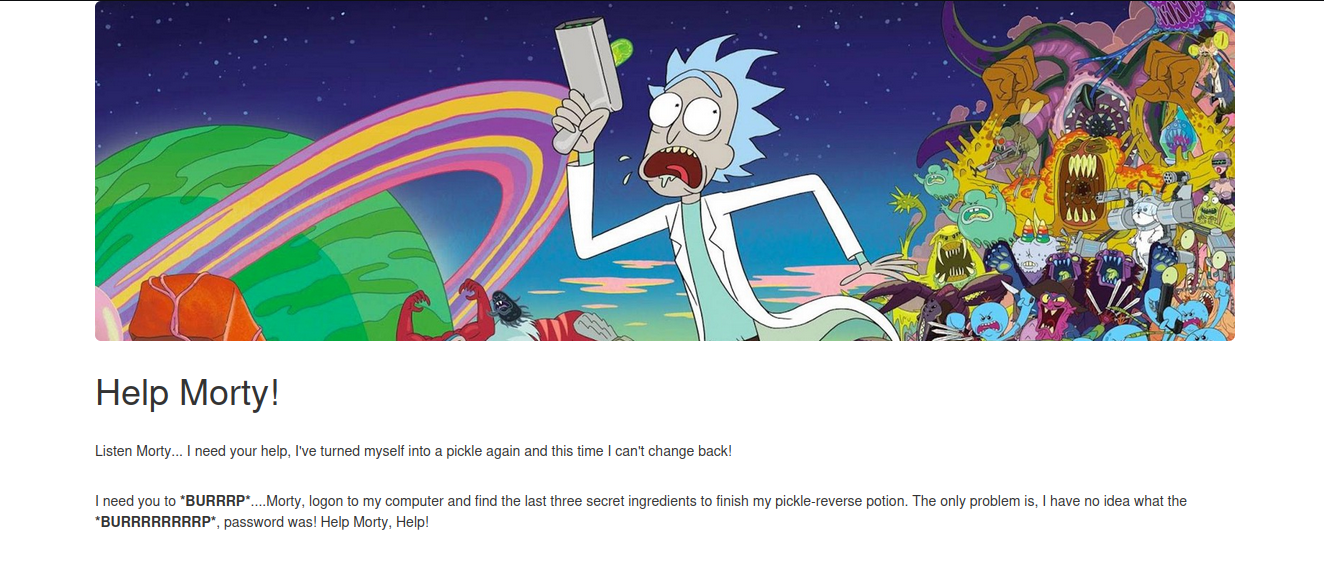 Help Morty!
Listen Morty... I need your help, I've turned myself into a pickle again and this time I can't change back!
I need you to *BURRRP*....Morty, logon to my computer and find the last three secret ingredients to finish my pickle-reverse potion. The only problem is, I have no idea what the
*BURRRRRRRRP*, password was! Help Morty, Help!